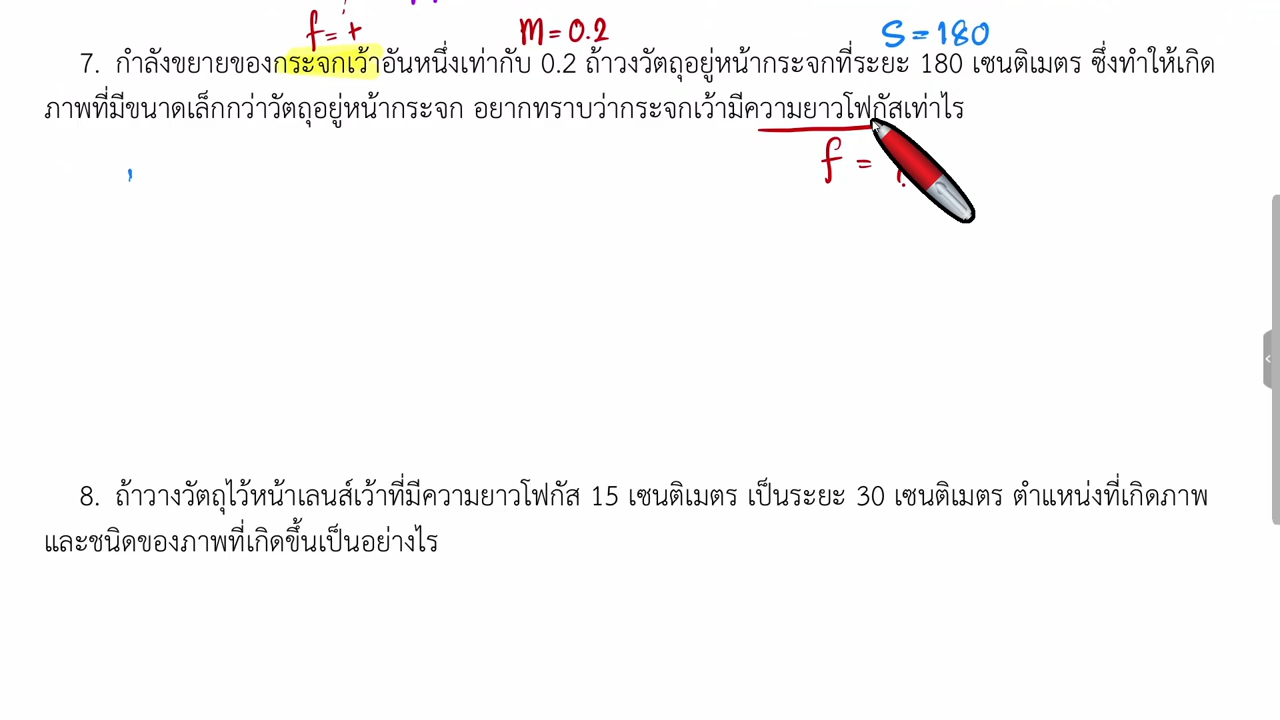 f = +
m = 0.2
S = 180
7. กำลังขยายของกระจกเว้าอันหนึ่งเท่ากับ 0.2 ถ้าวงวัตถุอยู่หน้ากระจกที่ระยะ 180 เซนติเมตร ซึ่งทำให้เกิด
ภาพที่มีขนาดเล็กกว่าวัตถุอยู่หน้ากระจก อยากทราบว่ากระจกเว้ามีความยาวโฟกัสเท่าไร
f =
8. ถ้าวางวัตถุไว้หน้าเลนส์เว้าที่มีความยาวโฟกัส 15 เซนติเมตร เป็นระยะ 30 เซนติเมตร ตำแหน่งที่เกิดภาพ
และชนิดของภาพที่เกิดขึ้นเป็นอย่างไร